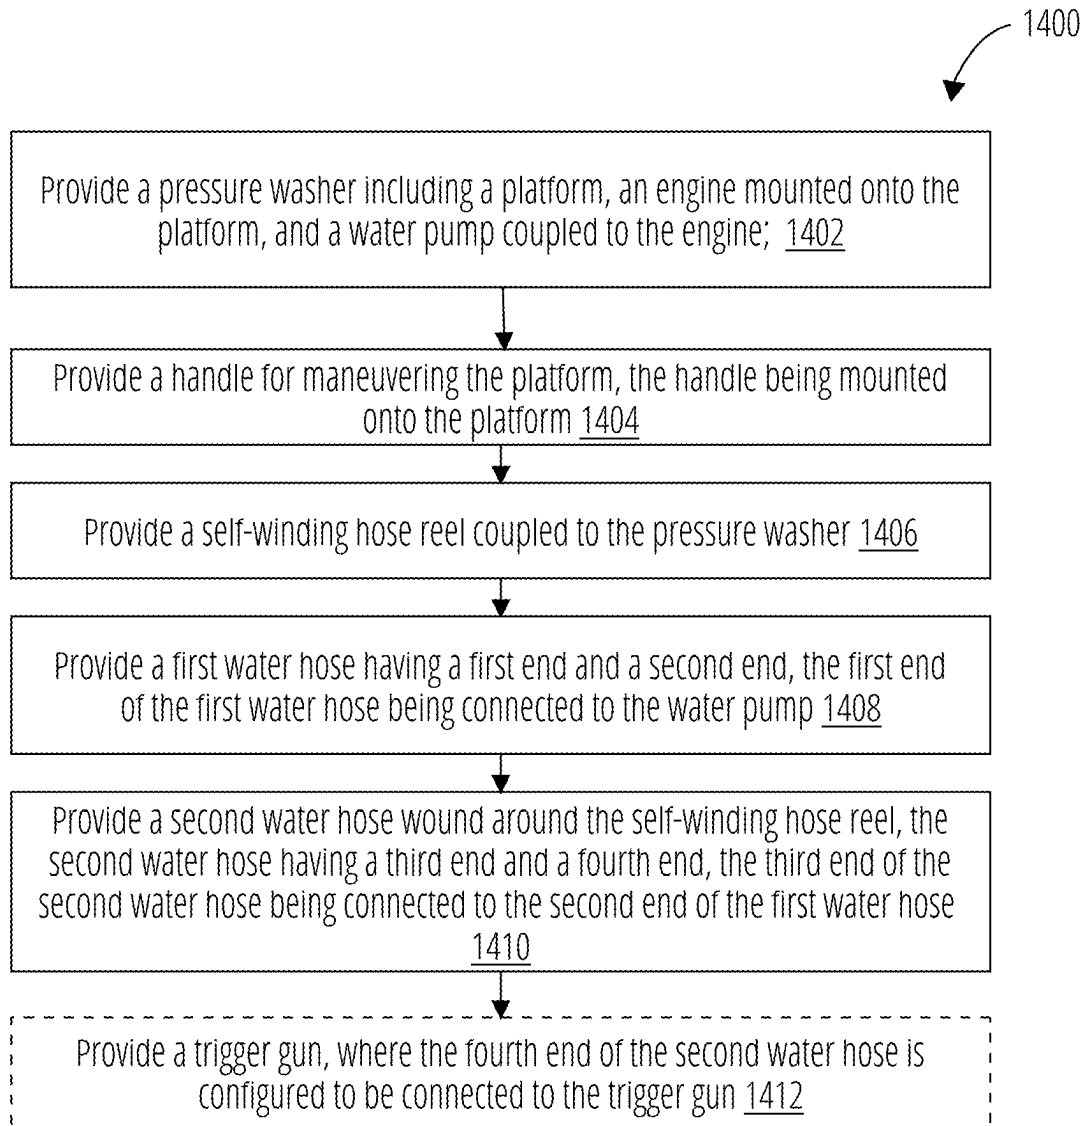 1400
Provide a pressure washer including a platform, an engine mounted onto the
platform, and a water pump coupled to the engine; 1402
Provide a handle for maneuvering the platform, the handle being mounted
onto the platform 1404
Provide a self-winding hose reel coupled to the pressure washer 1406
Provide a first water hose having a first end and a second end, the first end
of the first water hose being connected to the water pump 1408
Provide a second water hose wound around the self-winding hose reel, the
second water hose having a third end and a fourth end, the third end of the
second water hose being connected to the second end of the first water hose
1410
Provide a trigger gun, where the fourth end of the second water hose is
configured to be connected to the trigger gun 1412